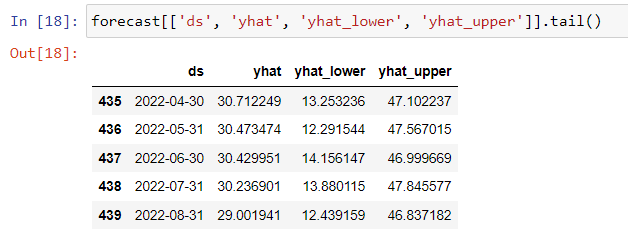 In [18]: forecast[['ds', 'yhat', 'yhat_lower', 'yhat_upper']].tail()
Out[18]:
ds yhat yhat_lower yhat_upper
435 2022-04-30 30.712249 13.253236 47.102237
436 2022-05-31 30.473474 12.291544 47.567015
437 2022-06-30 30.429951 14.156147 46.999669
438 2022-07-31 30.236901 13.880115 47.845577
439 2022-08-31 29.001941 12.439159 46.837182